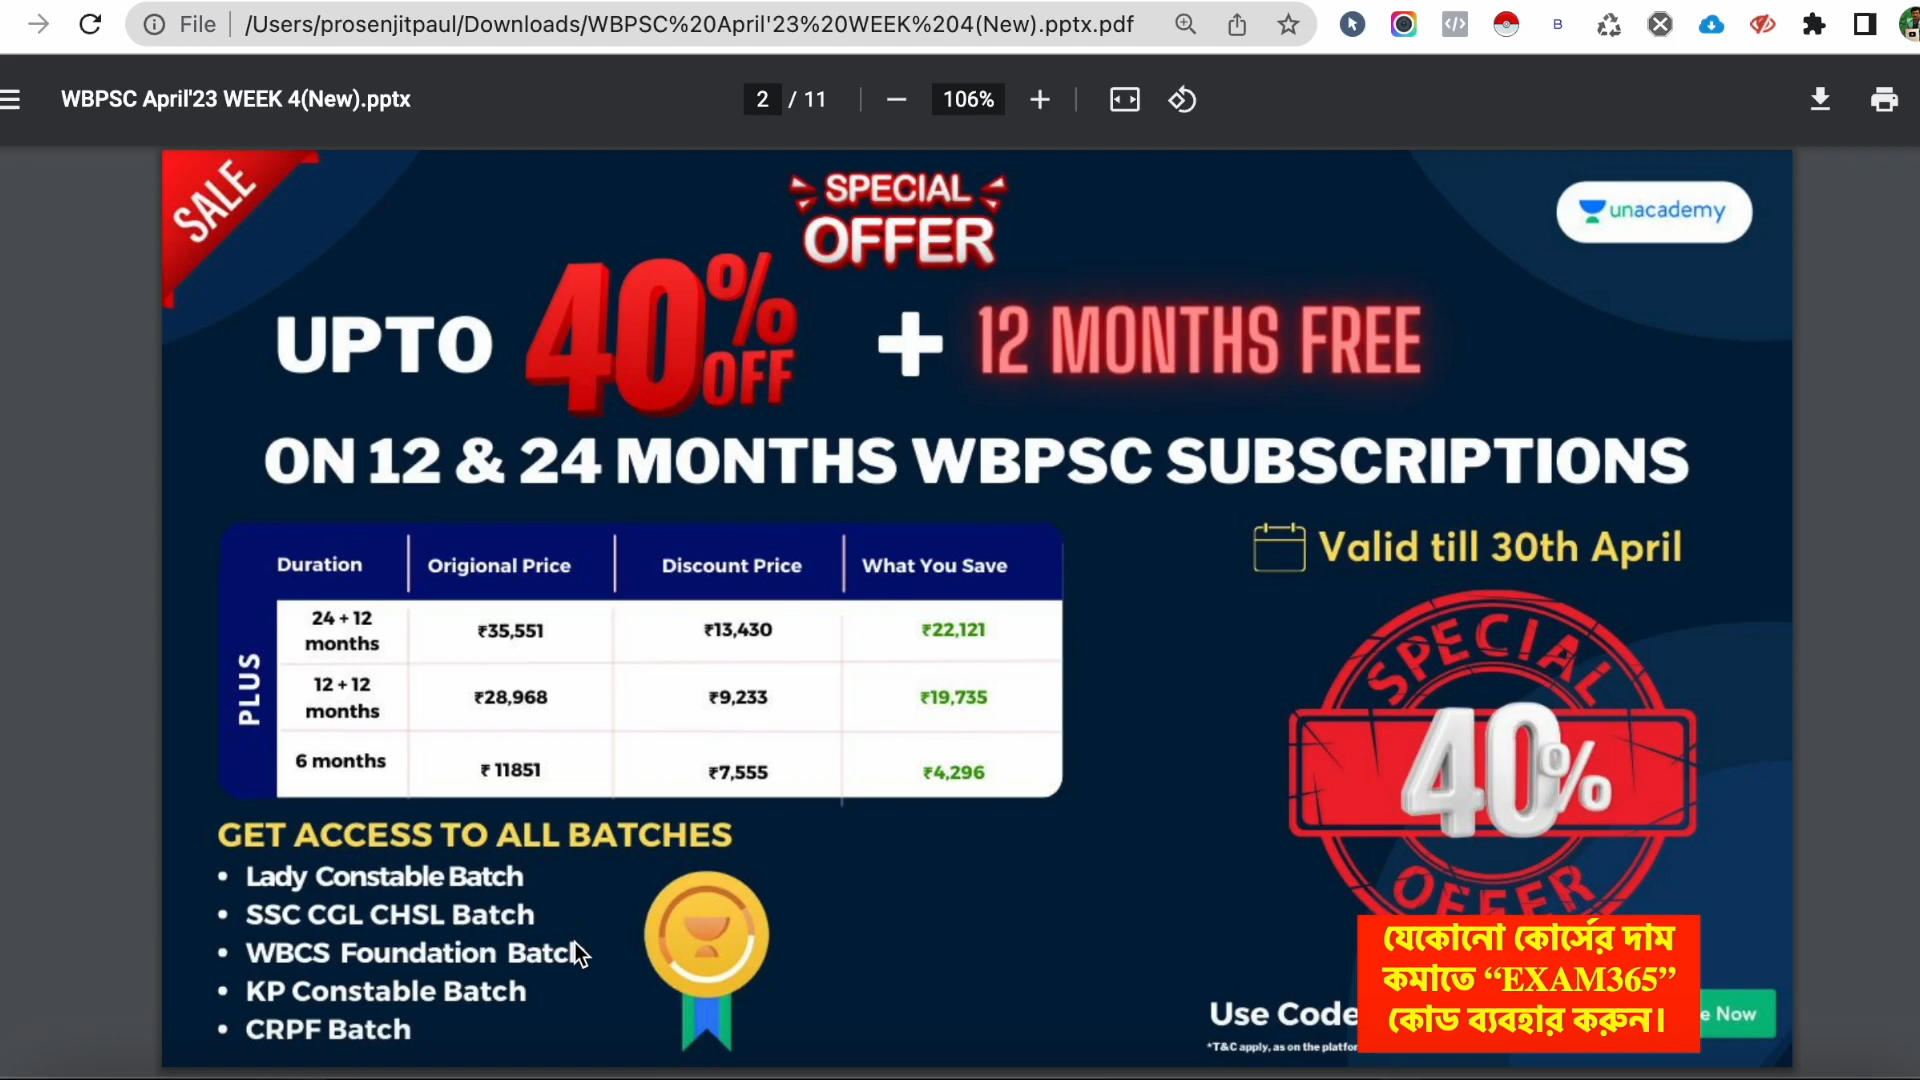 File
/Users/prosenjitpaul/Downloads/WBPSC%20April'23%20WEEK%204(New).pptx.pdf
WBPSC April'23 WEEK 4(New).pptx
2 / 11
106%
SALE
SPECIAL
OFFER
unacademy
UPTO 40% OFF + 12 MONTHS FREE
ON 12 & 24 MONTHS WBPSC SUBSCRIPTIONS
Valid till 30th April
PLUS
Duration Origional Price Discount Price What You Save
24 + 12 months ₹35,551 ₹13,430 ₹22,121
12 + 12 months ₹28,968 ₹9,233 ₹19,735
6 months ₹ 11851 ₹7,555 ₹4,296
SPECIAL
40%
OFFER
GET ACCESS TO ALL BATCHES
• Lady Constable Batch
• SSC CGL CHSL Batch
• WBCS Foundation Batch
• KP Constable Batch
• CRPF Batch
Use Code
*T&C apply, as on the
যেকোনো কোর্সের দাম
কমাতে “EXAM365”
কোড ব্যবহার করুন।
Now